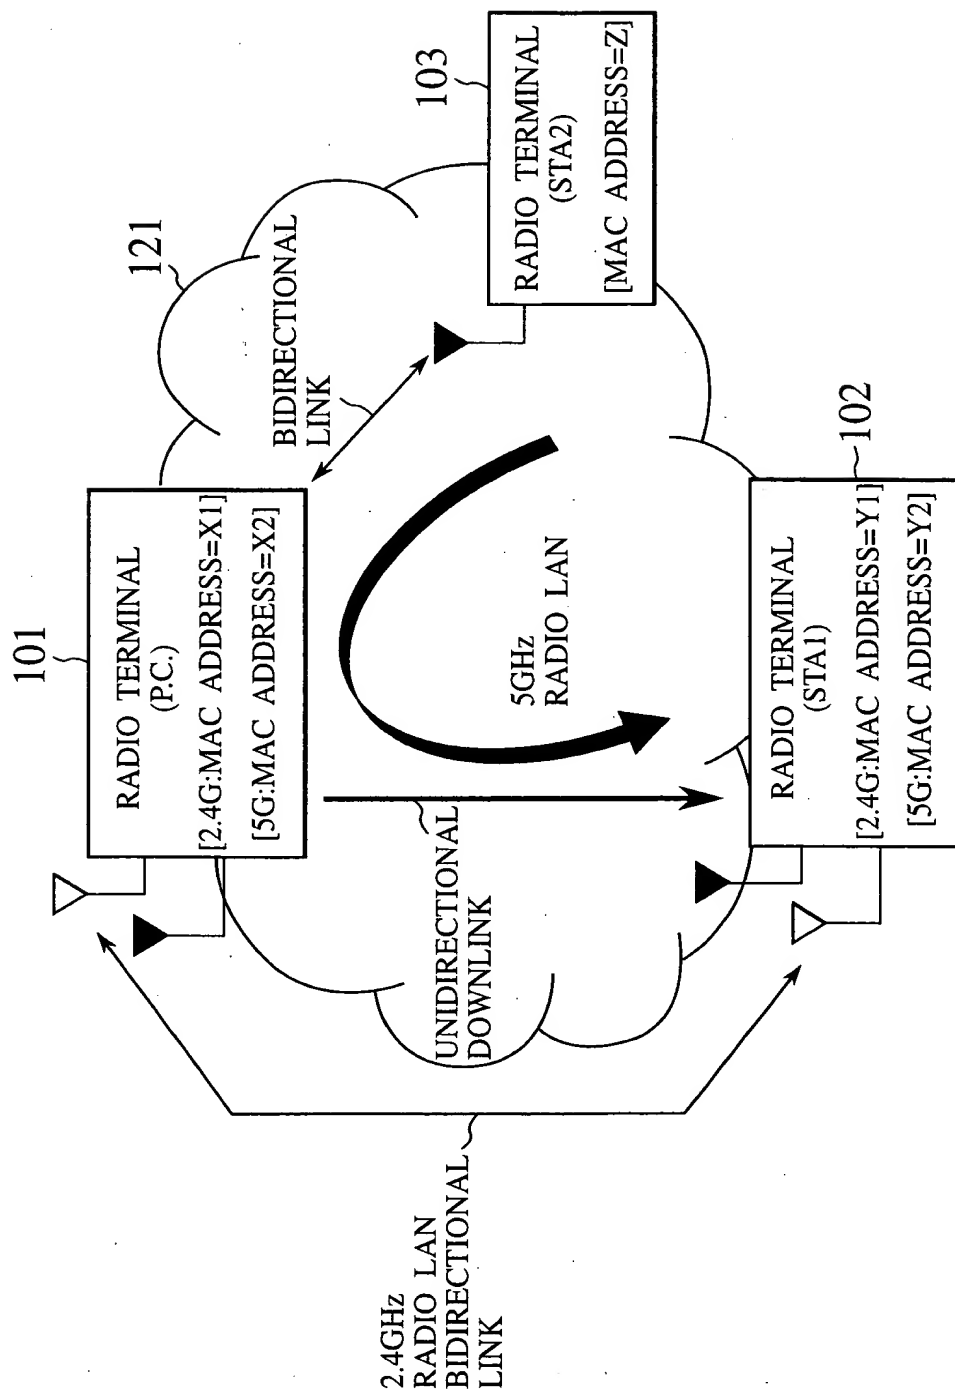 101
RADIO TERMINAL
(P.C.)
[2.4G:MAC ADDRESS=X1]
[5G:MAC ADDRESS=X2]
121
BIDIRECTIONAL
LINK
103
RADIO TERMINAL
(STA2)
[MAC ADDRESS=Z]
5GHz
RADIO LAN
UNIDIRECTIONAL
DOWNLINK
2.4GHz
RADIO LAN
BIDIRECTIONAL
LINK
102
RADIO TERMINAL
(STA1)
[2.4G:MAC ADDRESS=Y1]
[5G:MAC ADDRESS=Y2]